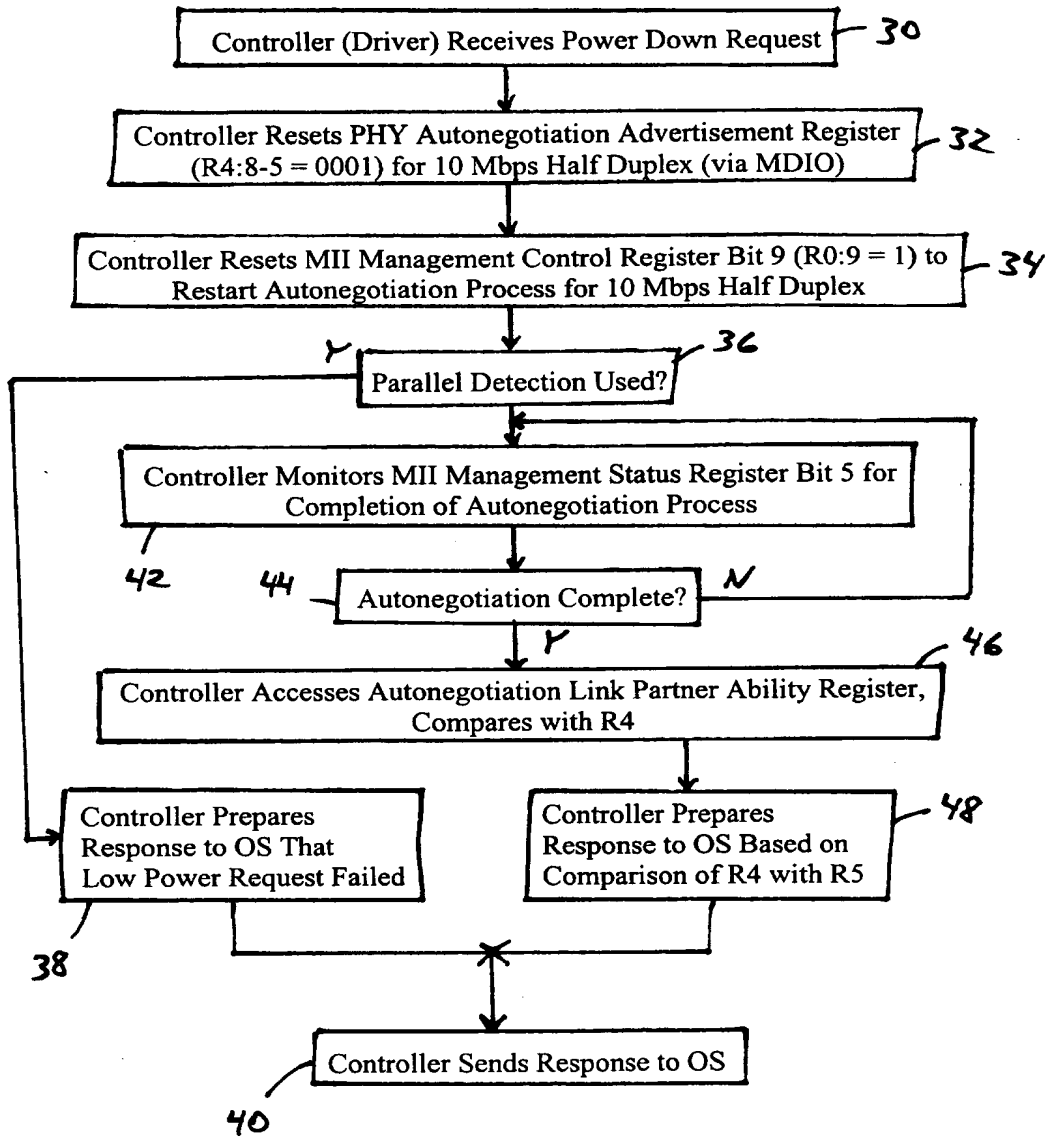 Controller (Driver) Receives Power Down Request
30
Controller Resets PHY Autonegotiation Advertisement Register
(R4:8-5 = 0001) for 10 Mbps Half Duplex (via MDIO)
32
Controller Resets MII Management Control Register Bit 9 (R0:9 = 1) to
Restart Autonegotiation Process for 10 Mbps Half Duplex
34
Y
36
Parallel Detection Used?
Controller Monitors MII Management Status Register Bit 5 for
Completion of Autonegotiation Process
42
44
Autonegotiation Complete?
N
Y
46
Controller Accesses Autonegotiation Link Partner Ability Register,
Compares with R4
Controller Prepares
Response to OS That
Low Power Request Failed
38
Controller Prepares
Response to OS Based on
Comparison of R4 with R5
48
Controller Sends Response to OS
40